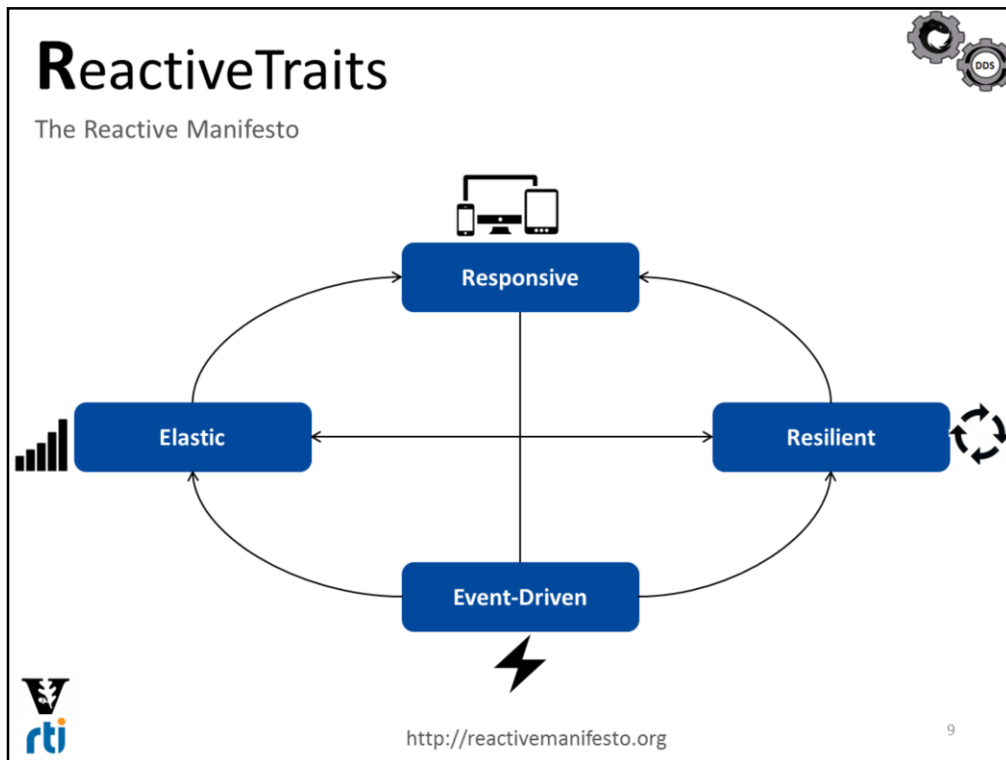 ReactiveTraits
DDS
The Reactive Manifesto
Responsive
Elastic
Resilient
Event-Driven
V
rti
http://reactivemanifesto.org
9